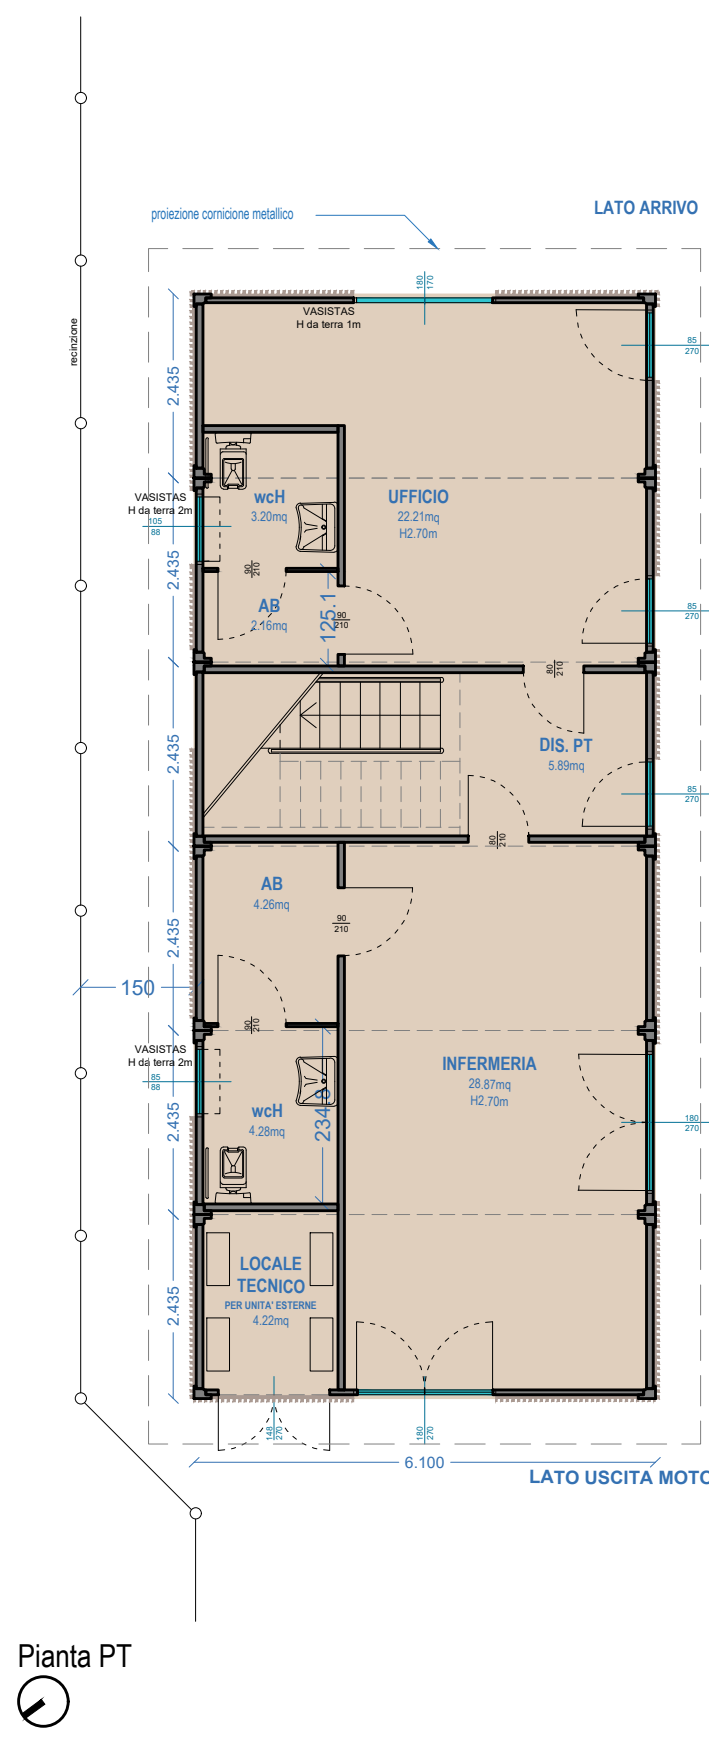 LATO ARRIVO
proiezione cornicione metallico
180
170
VASISTAS
H da terra 1m
recinzione
85
270
2.435
VASISTAS
H da terra 2m
105
88
wcH
3.20mq
UFFICIO
22.21mq
H2.70m
2.435
90
210
AB
2.16mq
125.1
90
210
85
270
80
210
2.435
DIS. PT
5.89mq
85
270
80
210
AB
4.26mq
90
210
2.435
150
90
210
VASISTAS
H da terra 2m
85
88
INFERMERIA
28.87mq
H2.70m
wcH
4.28mq
234.8
2.435
180
270
LOCALE
TECNICO
PER UNITA' ESTERNE
4.22mq
2.435
148
270
180
270
6.100
LATO USCITA MOTO
Pianta PT